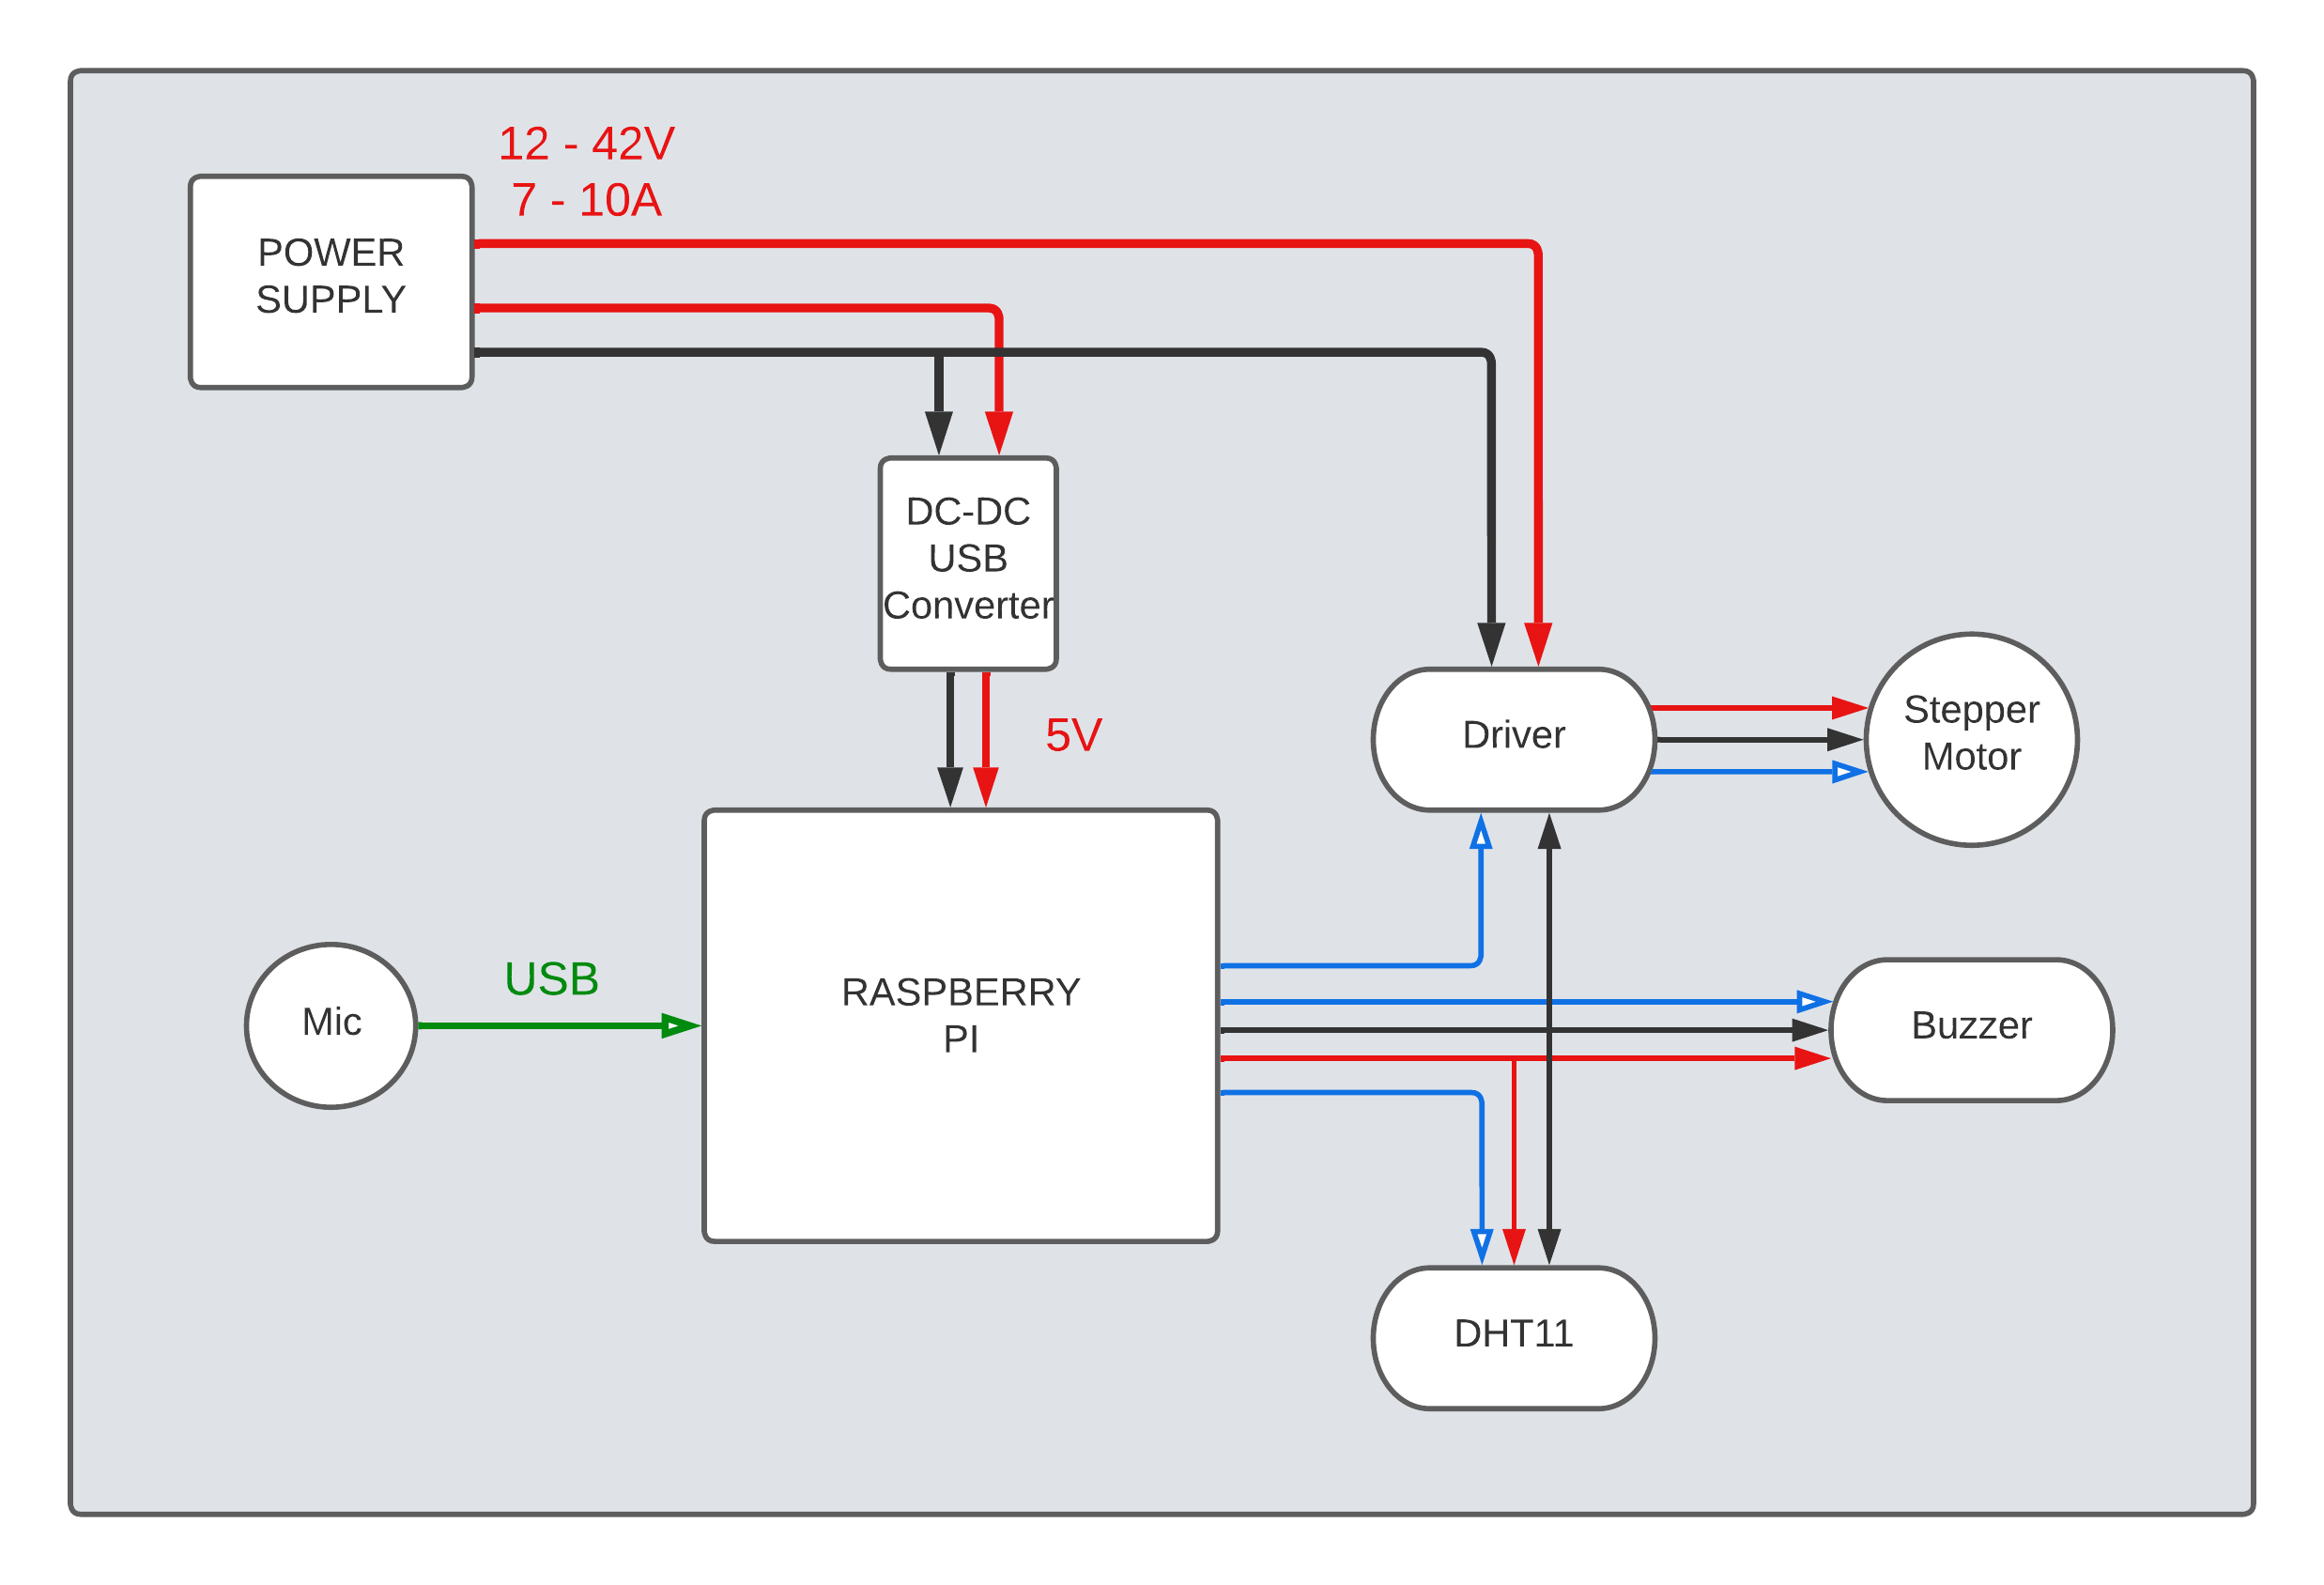 12 - 42V
7 - 10A
POWER
SUPPLY
DC-DC
USB
Converter
5V
Driver
Stepper
Motor
Mic
USB
RASPBERRY
PI
Buzzer
DHT11